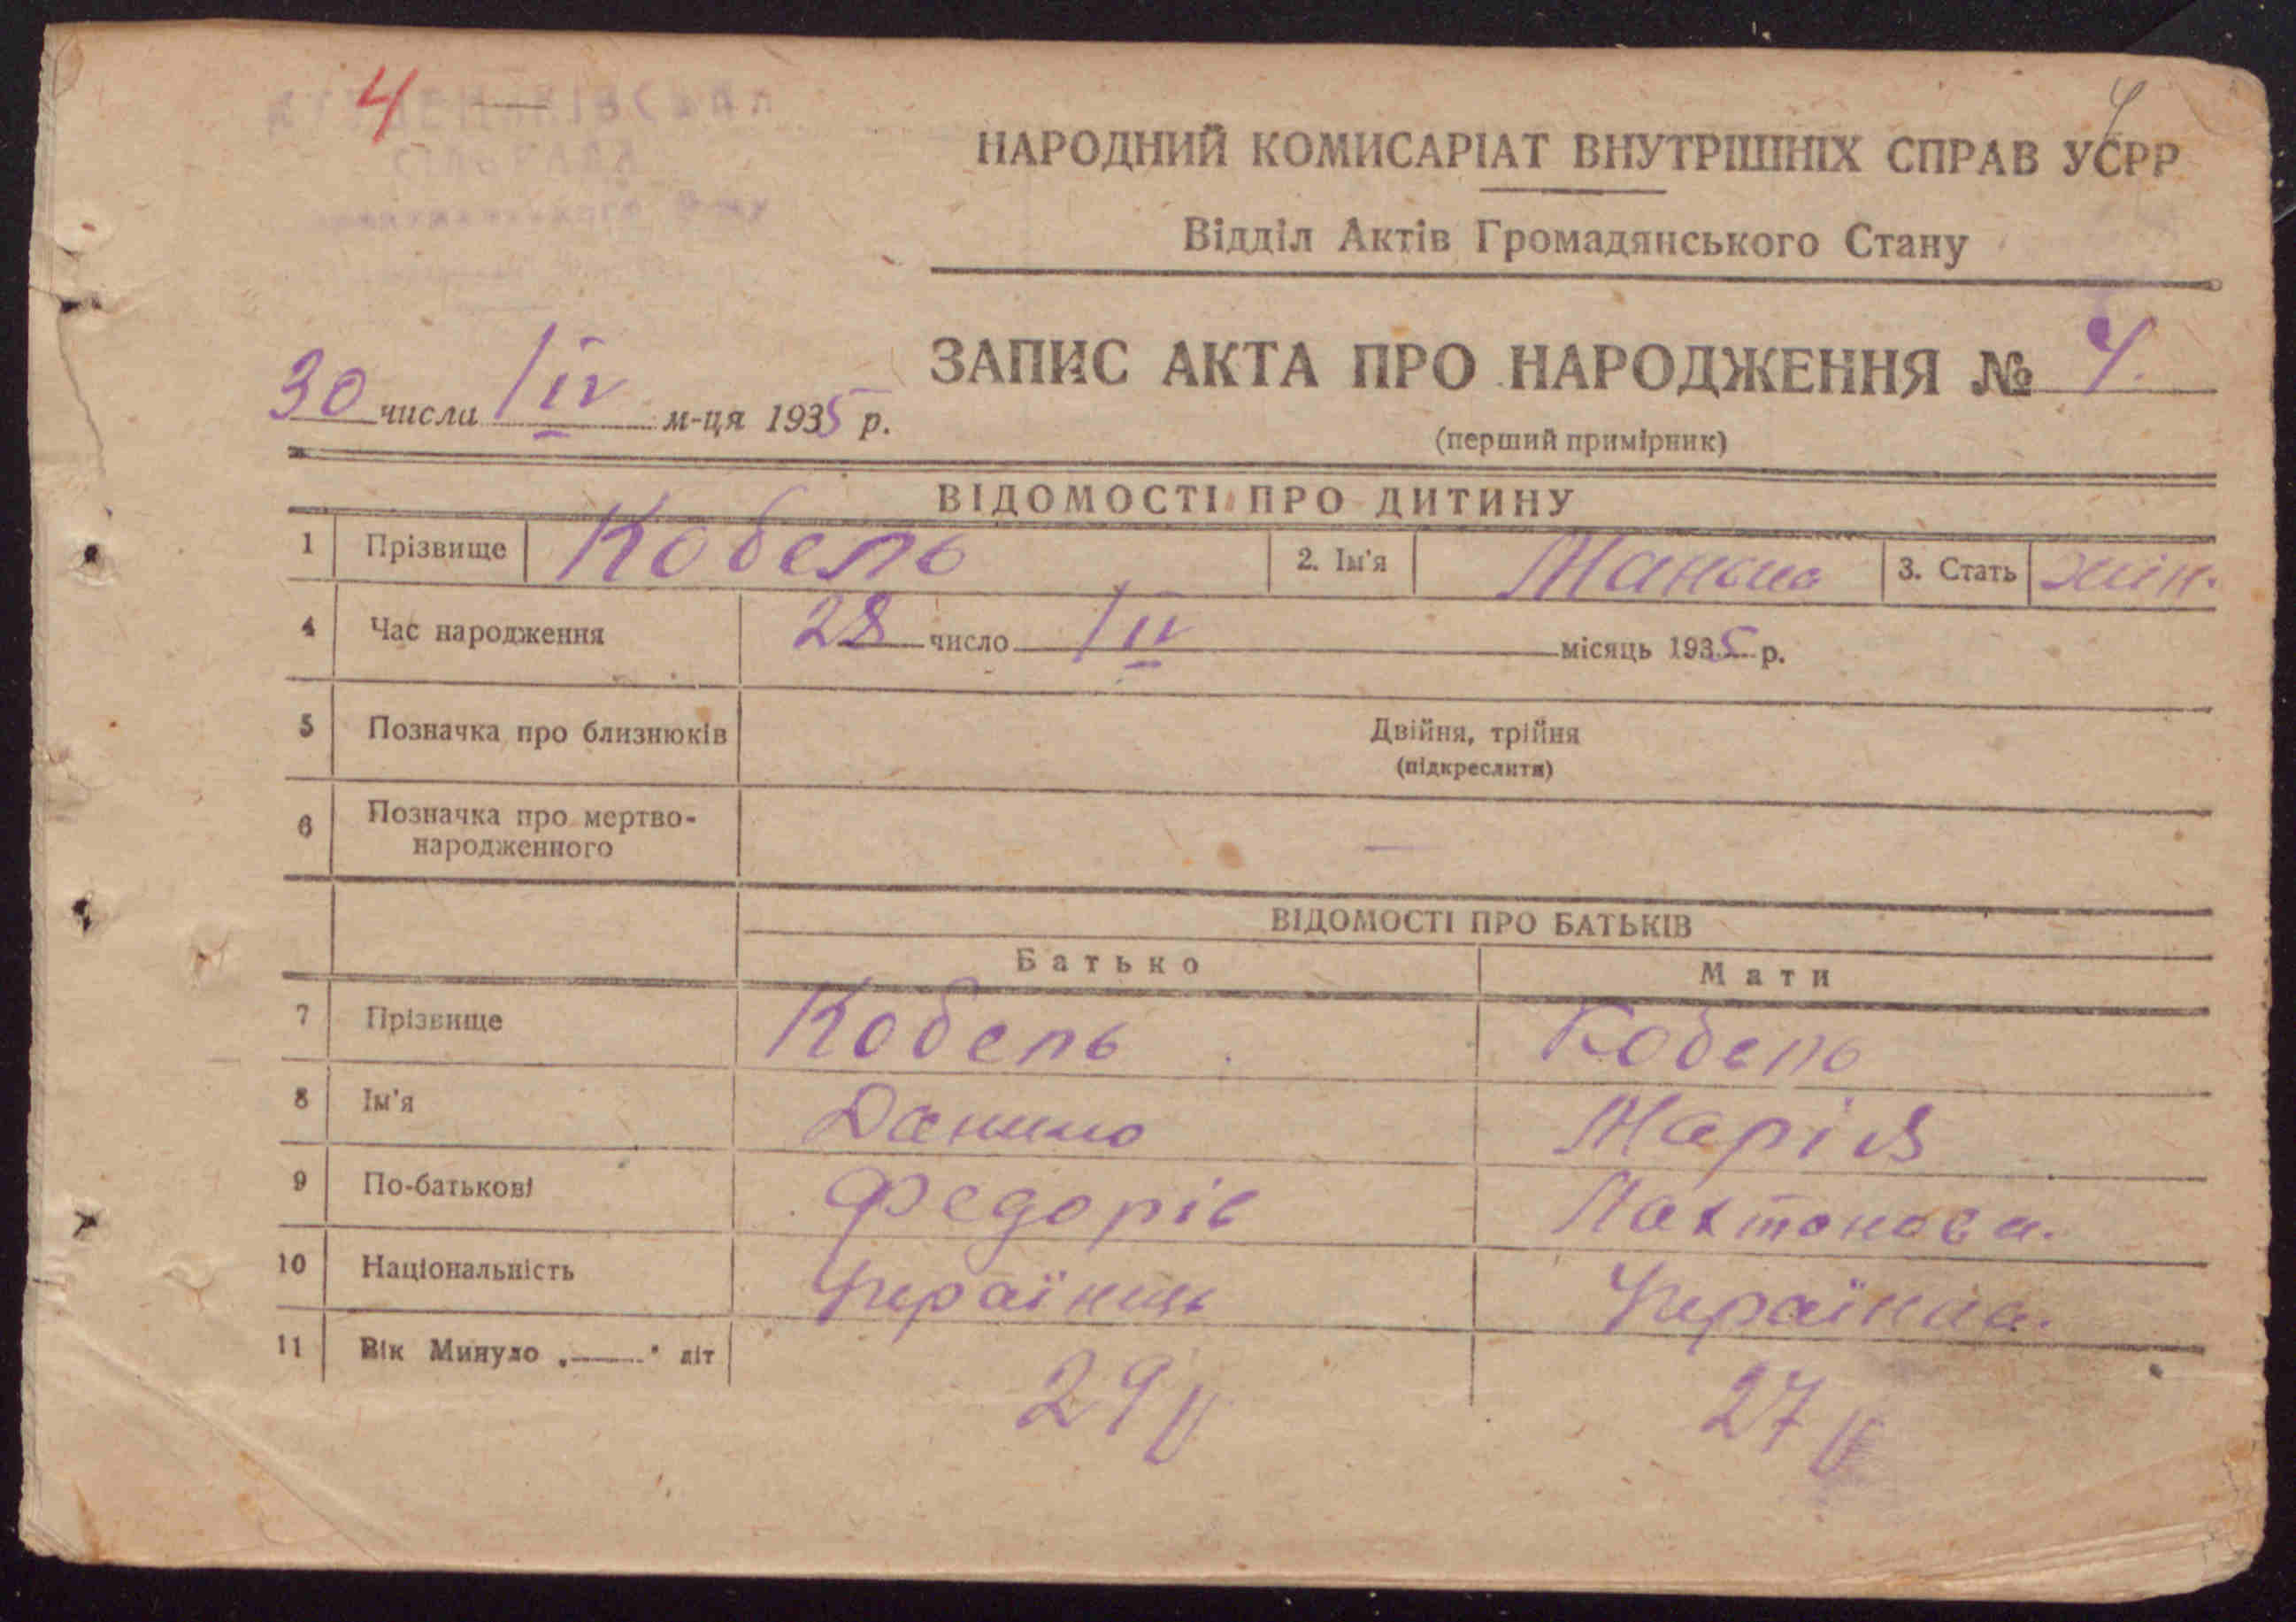 4
4
СІЛЬРАДА
НАРОДНИЙ КОМИСАРІАТ ВНУТРІШНІХ СПРАВ УСРР
Відділ Актів Громадянського Стану
30 числа IV м-ця 1935 р.
ЗАПИС АКТА ПРО НАРОДЖЕННЯ № 4.
(перший примірник)
ВІДОМОСТІ ПРО ДИТИНУ
1 Прізвище Кобель 2. Ім'я 3. Стать жін.
4 Час народження 28 число IV місяць 1935 р.
5 Позначка про близнюків Двійня, трійня
(підкреслити)
6 Позначка про мертво-
народженного —
ВІДОМОСТІ ПРО БАТЬКІВ
Батько Мати
7 Прізвище Кобель Кобель
8 Ім'я Данило Марія
9 По-батькові Федорів
10 Національність Українець Українка.
11 Вік Минуло „——" літ
29 27